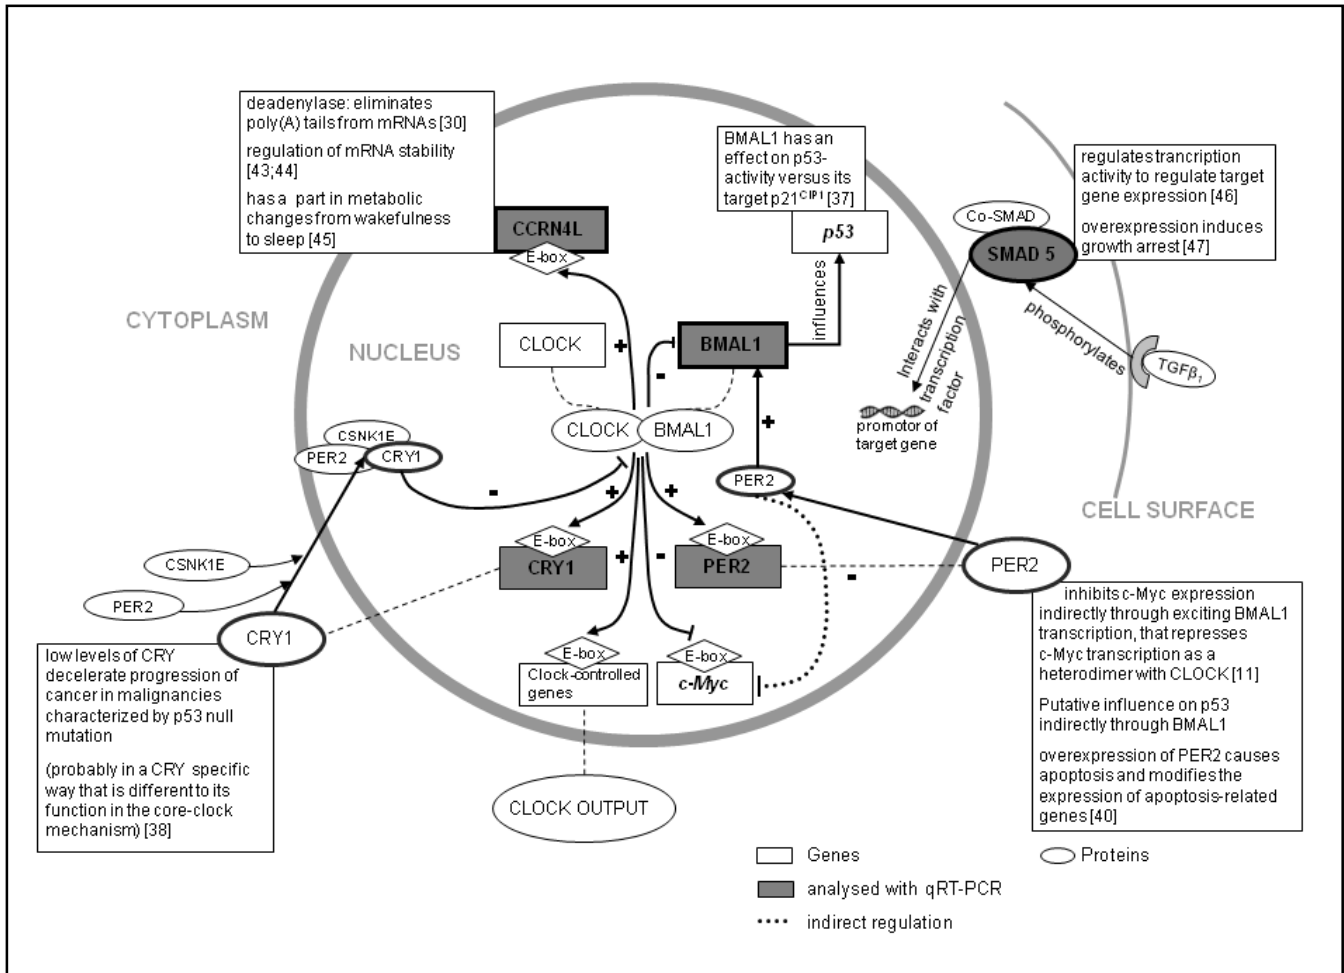 deadenylase: eliminates
poly(A) tails from mRNAs [30]
regulation of mRNA stability
[43;44]
has a part in metabolic
changes from wakefulness
to sleep [45]
CCRN4L
E-box
BMAL1 has an
effect on p53-
activity versus its
target p21CIP1 [37]
p53
influences
Co-SMAD
SMAD 5
regulates trancription
activity to regulate target
gene expression [46]
overexpression induces
growth arrest [47]
phosphorylates
TGFβ1
Interacts with
transcription
factor
promotor of
target gene
CYTOPLASM
NUCLEUS
CELL SURFACE
CLOCK
+
-
BMAL1
CLOCK
BMAL1
CSNK1E
PER2
CRY1
-
+
PER2
+
+
E-box
CRY1
+
-
E-box
PER2
-
PER2
CSNK1E
PER2
CRY1
E-box
Clock-controlled
genes
E-box
c-Myc
CLOCK OUTPUT
low levels of CRY
decelerate progression of
cancer in malignancies
characterized by p53 null
mutation
(probably in a CRY specific
way that is different to its
function in the core-clock
mechanism) [38]
inhibits c-Myc expression
indirectly through exciting BMAL1
transcription, that represses
c-Myc transcription as a
heterodimer with CLOCK [11]
Putative influence on p53
indirectly through BMAL1
overexpression of PER2 causes
apoptosis and modifies the
expression of apoptosis-related
genes [40]
Genes
Proteins
analysed with qRT-PCR
indirect regulation